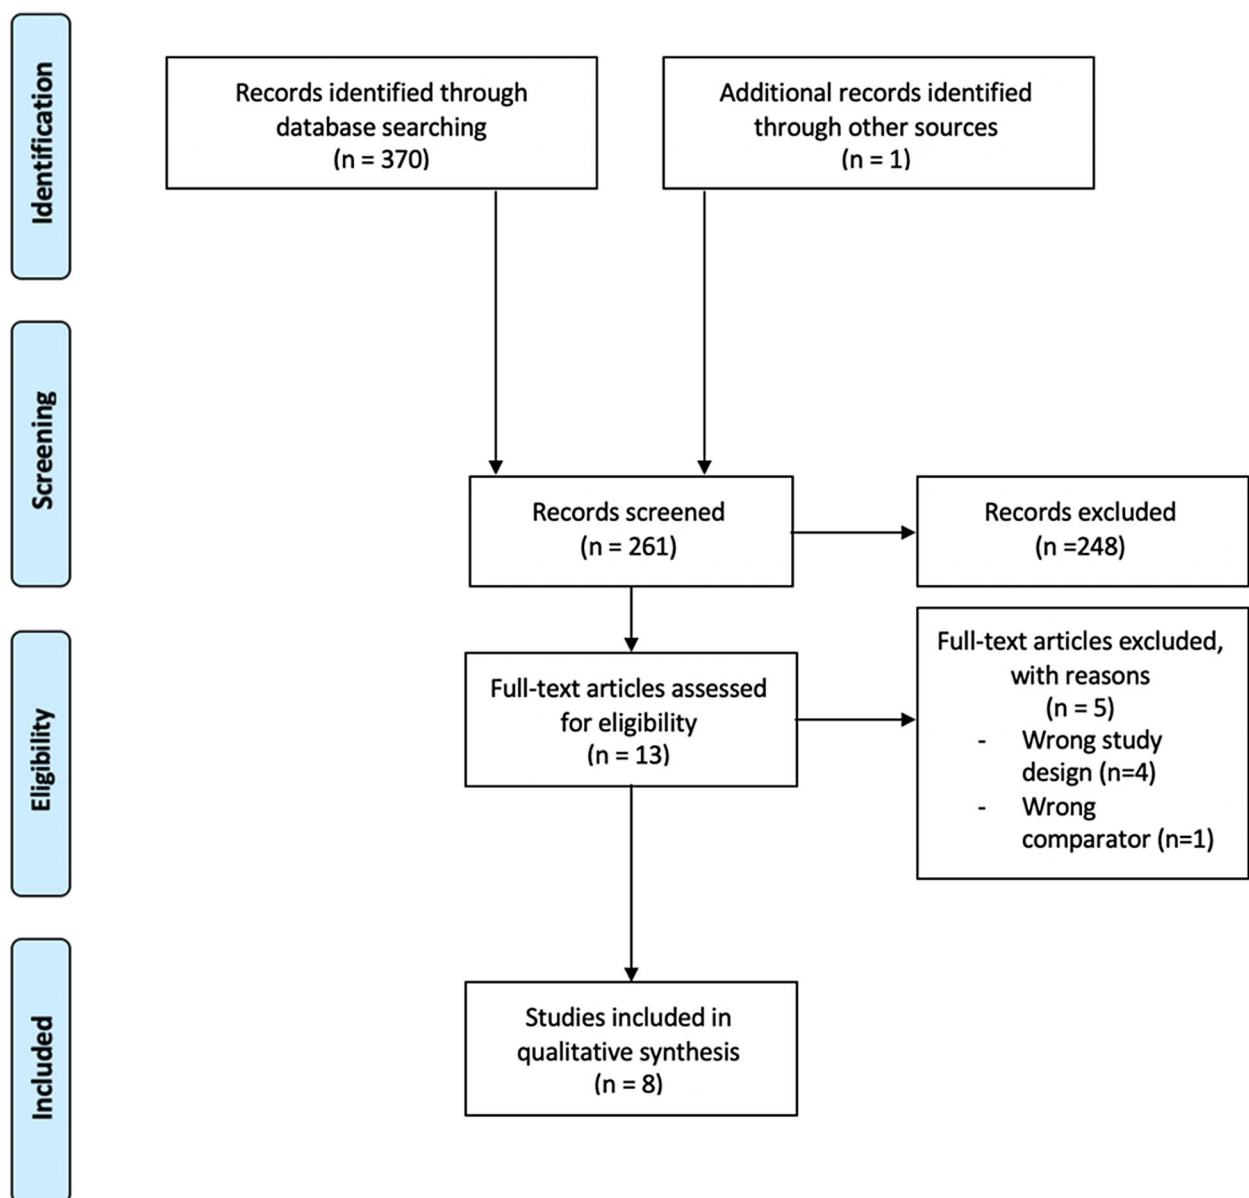 Identification
Records identified through
database searching
(n = 370)
Additional records identified
through other sources
(n = 1)
Screening
Records screened
(n = 261)
Records excluded
(n =248)
Eligibility
Full-text articles assessed
for eligibility
(n = 13)
Full-text articles excluded,
with reasons
(n = 5)
- Wrong study
design (n=4)
- Wrong
comparator (n=1)
Included
Studies included in
qualitative synthesis
(n = 8)